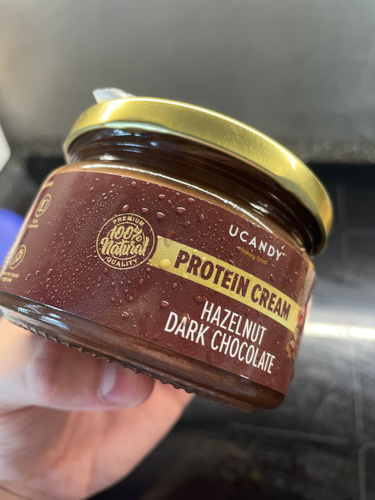 UCANDY
PROTEIN CREAM
HAZELNUT
DARK CHOCOLATE
PREMIUM
100%
Natural
QUALITY